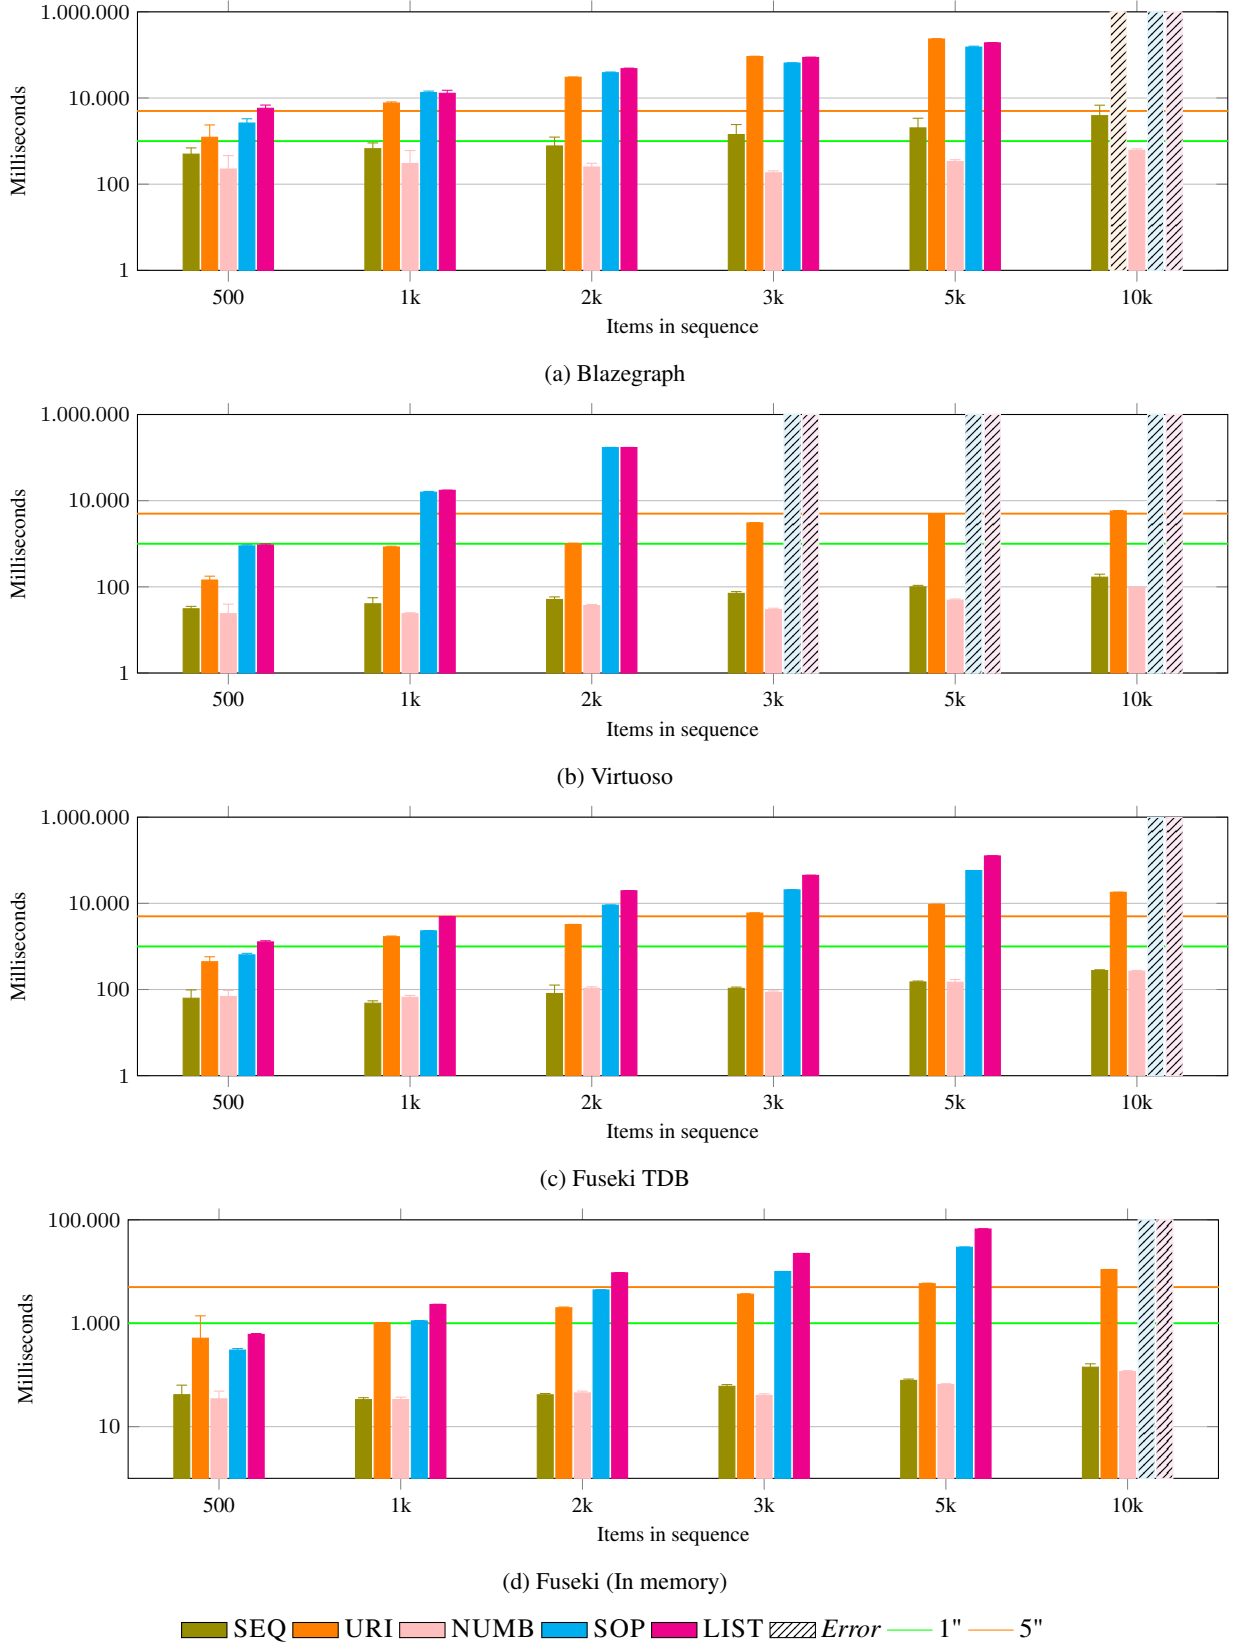 1.000.000
10.000
100
1
Milliseconds
500 1k 2k 3k 5k 10k
Items in sequence
(a) Blazegraph
1.000.000
10.000
100
1
Milliseconds
500 1k 2k 3k 5k 10k
Items in sequence
(b) Virtuoso
1.000.000
10.000
100
1
Milliseconds
500 1k 2k 3k 5k 10k
Items in sequence
(c) Fuseki TDB
100.000
1.000
10
Milliseconds
500 1k 2k 3k 5k 10k
Items in sequence
(d) Fuseki (In memory)
SEQ URI NUMB SOP LIST Error 1" 5"